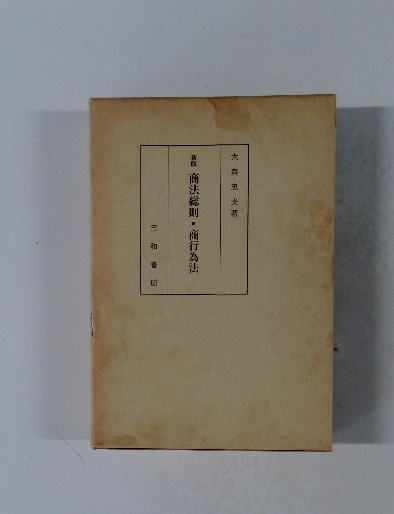 大森忠夫著
新版 商法総則・商行為法
三和書房